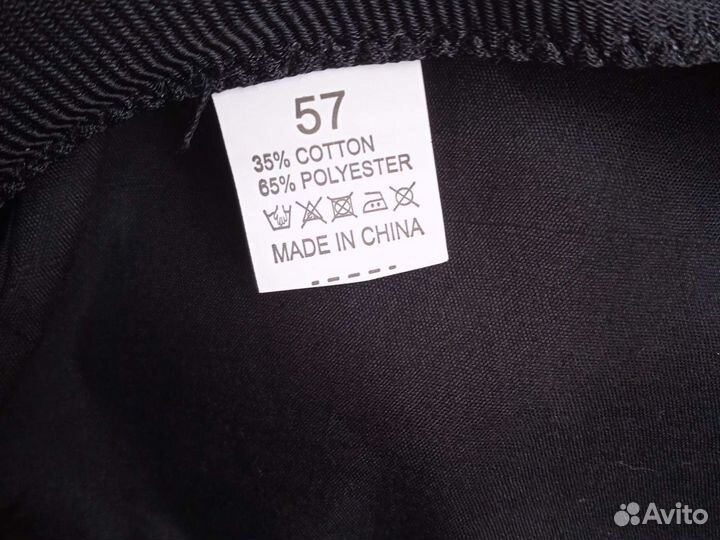 57
35% COTTON
65% POLYESTER
MADE IN CHINA
Avito